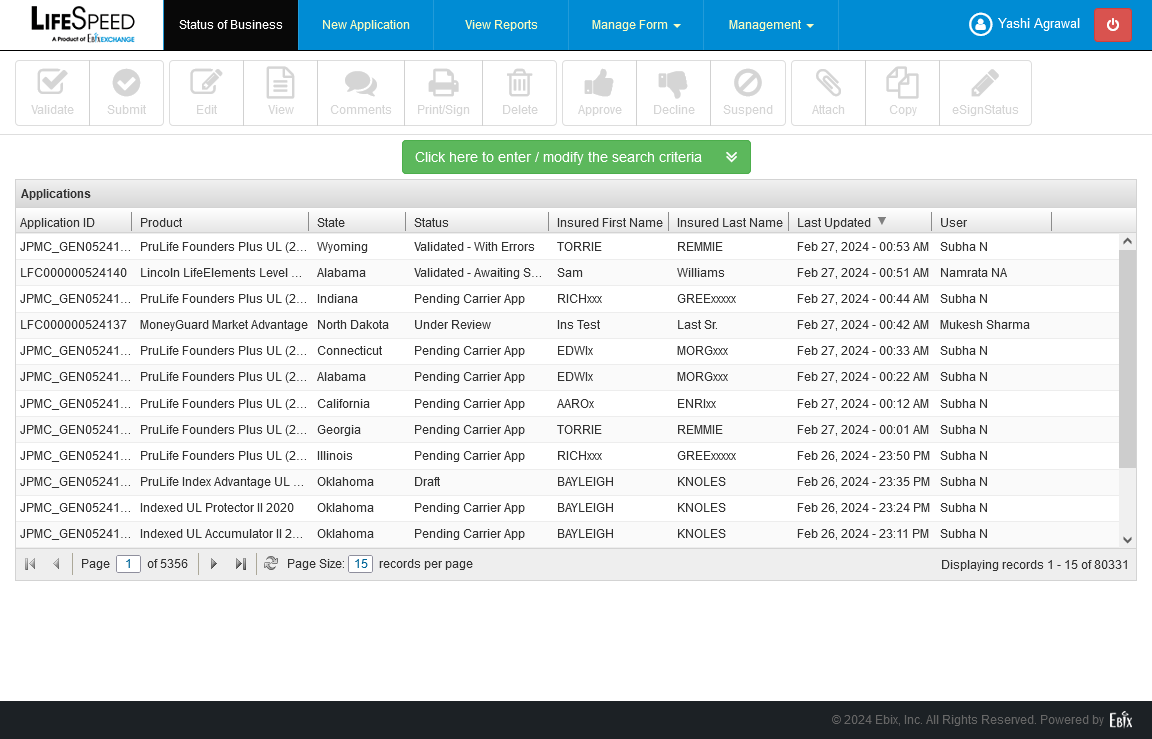 LIFESPEED
A Product of EbixEXCHANGE
Status of Business
New Application
View Reports
Manage Form
Management
Yashi Agrawal
Validate
Submit
Edit
View
Comments
Print/Sign
Delete
Approve
Decline
Suspend
Attach
Copy
eSignStatus
Click here to enter / modify the search criteria
Applications
Application ID Product State Status Insured First Name Insured Last Name Last Updated User
JPMC_GEN05241... PruLife Founders Plus UL (2... Wyoming Validated - With Errors TORRIE REMMIE Feb 27, 2024 - 00:53 AM Subha N
LFC000000524140 Lincoln LifeElements Level ... Alabama Validated - Awaiting S... Sam Williams Feb 27, 2024 - 00:51 AM Namrata NA
JPMC_GEN05241... PruLife Founders Plus UL (2... Indiana Pending Carrier App RICHxxx GREExxxxx Feb 27, 2024 - 00:44 AM Subha N
LFC000000524137 MoneyGuard Market Advantage North Dakota Under Review Ins Test Last Sr. Feb 27, 2024 - 00:42 AM Mukesh Sharma
JPMC_GEN05241... PruLife Founders Plus UL (2... Connecticut Pending Carrier App EDWIx MORGxxx Feb 27, 2024 - 00:33 AM Subha N
JPMC_GEN05241... PruLife Founders Plus UL (2... Alabama Pending Carrier App EDWIx MORGxxx Feb 27, 2024 - 00:22 AM Subha N
JPMC_GEN05241... PruLife Founders Plus UL (2... California Pending Carrier App AAROx ENRIxx Feb 27, 2024 - 00:12 AM Subha N
JPMC_GEN05241... PruLife Founders Plus UL (2... Georgia Pending Carrier App TORRIE REMMIE Feb 27, 2024 - 00:01 AM Subha N
JPMC_GEN05241... PruLife Founders Plus UL (2... Illinois Pending Carrier App RICHxxx GREExxxxx Feb 26, 2024 - 23:50 PM Subha N
JPMC_GEN05241... PruLife Index Advantage UL ... Oklahoma Draft BAYLEIGH KNOLES Feb 26, 2024 - 23:35 PM Subha N
JPMC_GEN05241... Indexed UL Protector II 2020 Oklahoma Pending Carrier App BAYLEIGH KNOLES Feb 26, 2024 - 23:24 PM Subha N
JPMC_GEN05241... Indexed UL Accumulator II 2... Oklahoma Pending Carrier App BAYLEIGH KNOLES Feb 26, 2024 - 23:11 PM Subha N
Page 1 of 5356 Page Size: 15 records per page Displaying records 1 - 15 of 80331
© 2024 Ebix, Inc. All Rights Reserved. Powered by Ebix